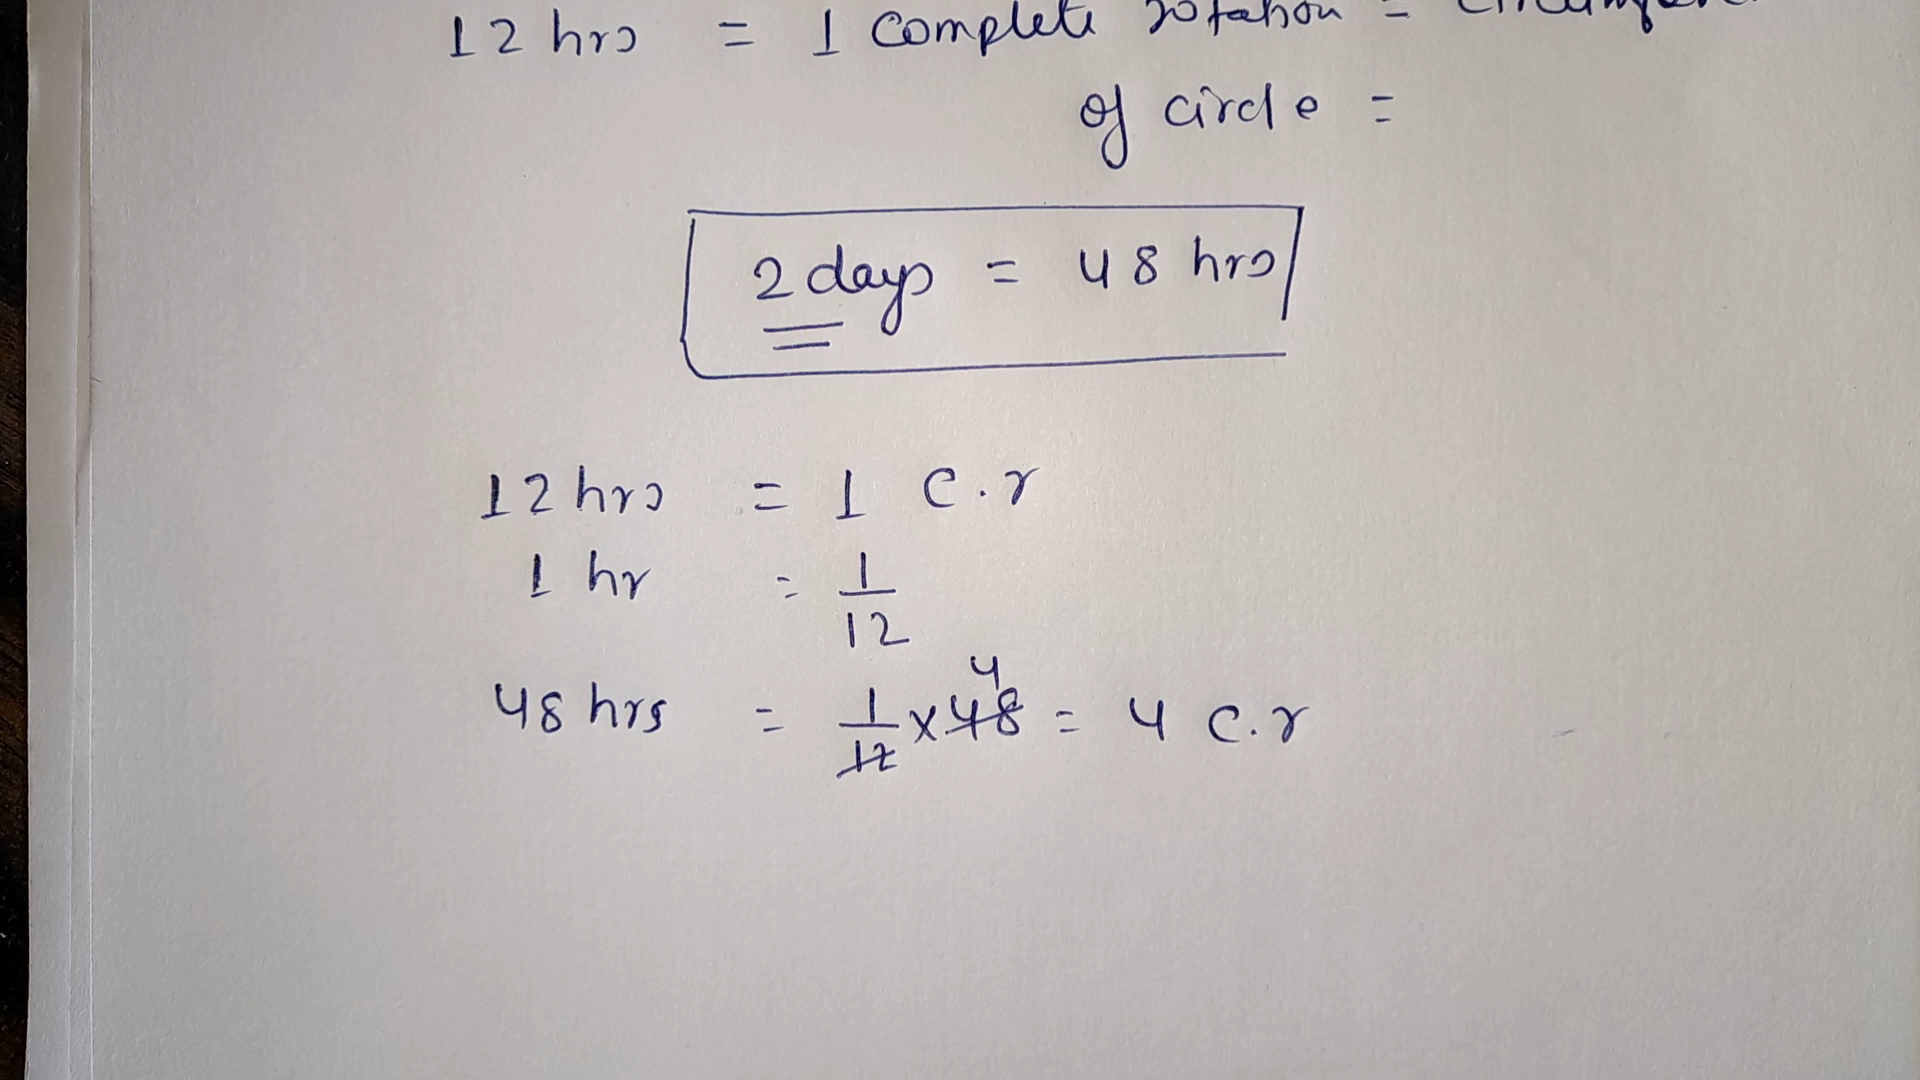 12 hrs = 1 complete rotation =
of circle =
2 days = 48 hrs
12 hrs = 1 c.r
1 hr = 1/12
4
48 hrs = 1/12 x 48 = 4 c.r